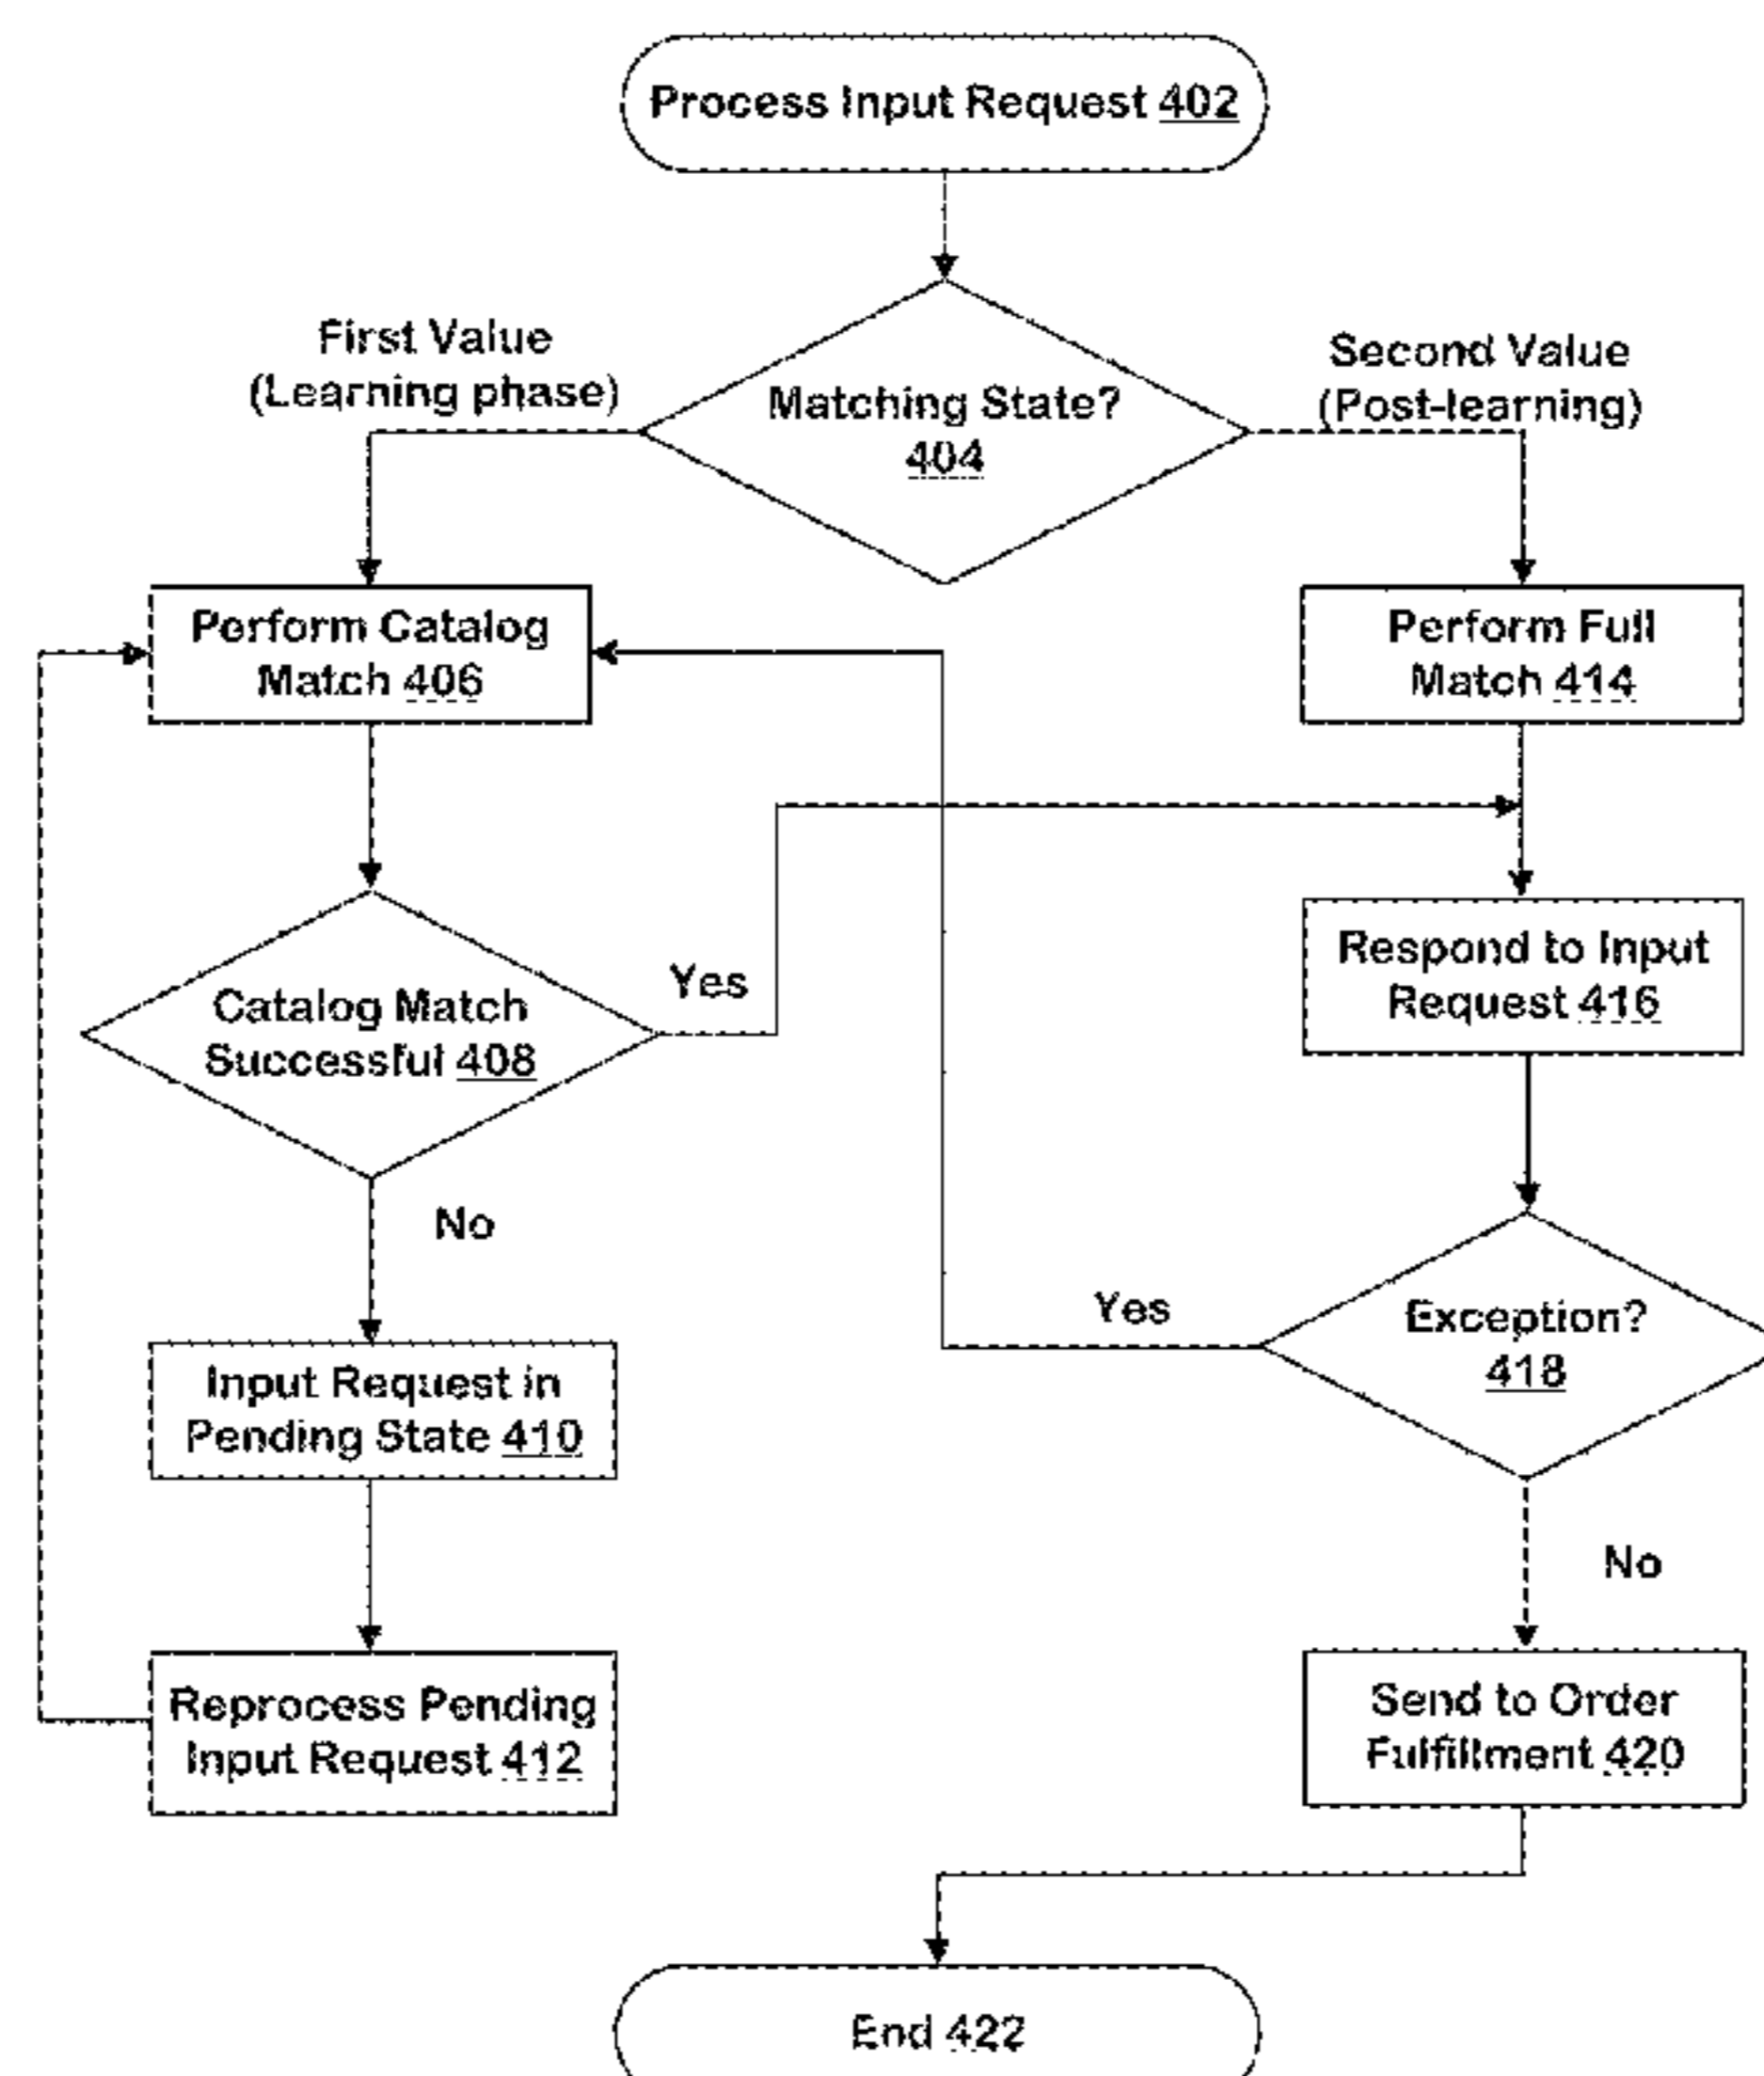 Process Input Request 402
First Value
(Learning phase)
Matching State?
404
Second Value
(Post-learning)
Perform Catalog
Match 406
Perform Full
Match 414
Catalog Match
Successful 408
Yes
Respond to Input
Request 416
No
Yes
Exception?
418
Input Request in
Pending State 410
No
Reprocess Pending
Input Request 412
Send to Order
Fulfillment 420
End 422